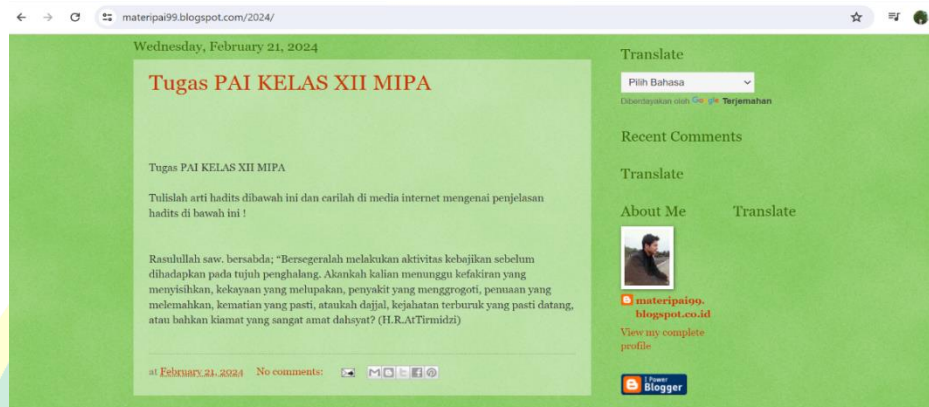 materipai99.blogspot.com/2024/
Wednesday, February 21, 2024
Tugas PAI KELAS XII MIPA
Tugas PAI KELAS XII MIPA
Tulislah arti hadits dibawah ini dan carilah di media internet mengenai penjelasan
hadits di bawah ini !
Rasulullah saw. bersabda; “Bersegeralah melakukan aktivitas kebajikan sebelum
dihadapkan pada tujuh penghalang. Akankah kalian menunggu kefakiran yang
menyisihkan, kekayaan yang melupakan, penyakit yang menggrogoti, penuaan yang
melemahkan, kematian yang pasti, ataukah dajjal, kejahatan terburuk yang pasti datang,
atau bahkan kiamat yang sangat amat dahsyat? (H.R.AtTirmidzi)
at February 21, 2024 No comments:
Translate
Pilih Bahasa
Diberdayakan oleh Google Terjemahan
Recent Comments
Translate
About Me
Translate
materipai99.
blogspot.co.id
View my complete
profile
I Power
Blogger